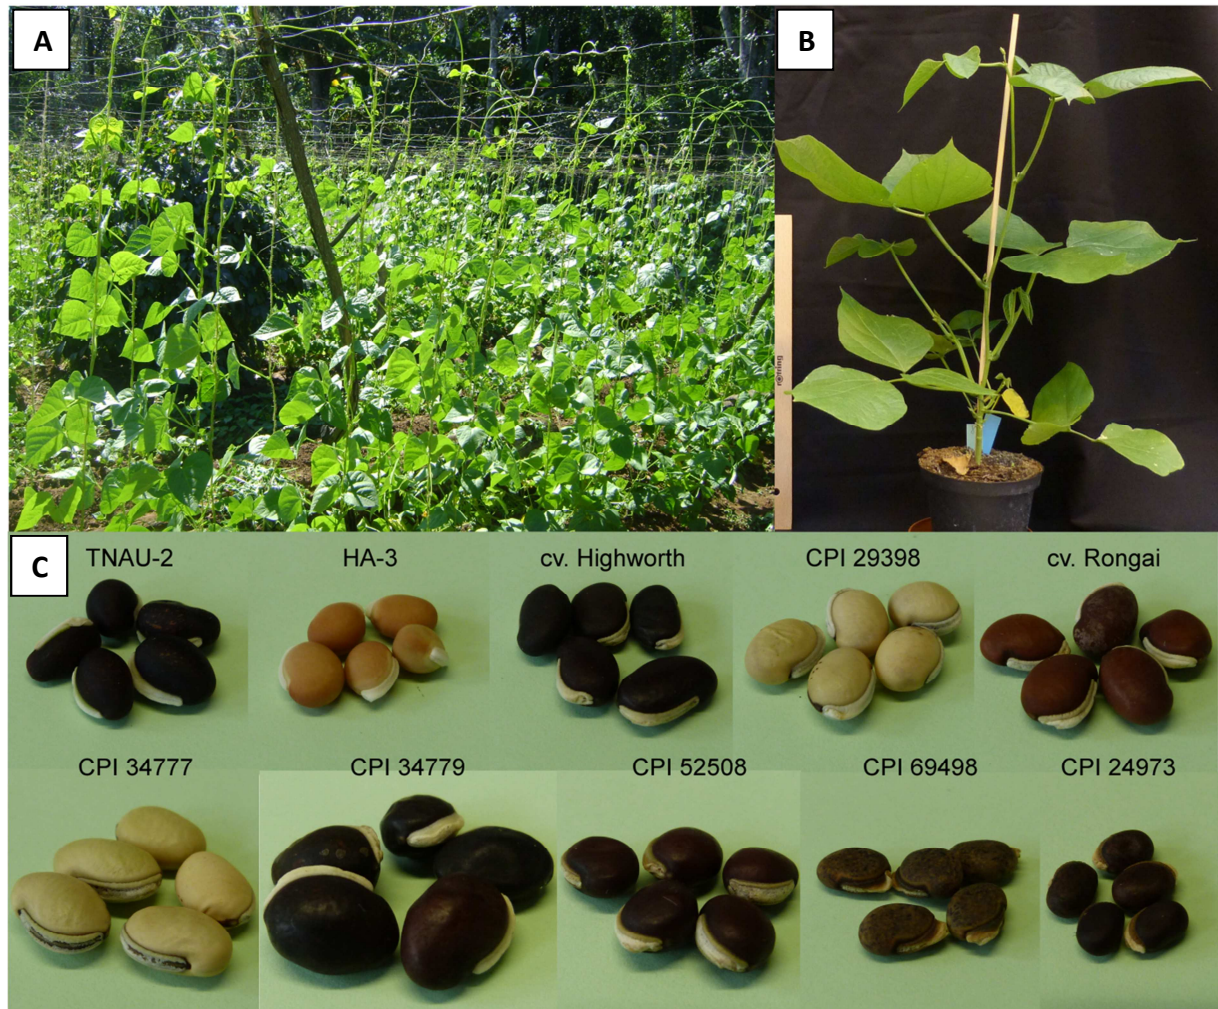 A
B
rotring
C
TNAU-2
HA-3
cv. Highworth
CPI 29398
cv. Rongai
CPI 34777
CPI 34779
CPI 52508
CPI 69498
CPI 24973